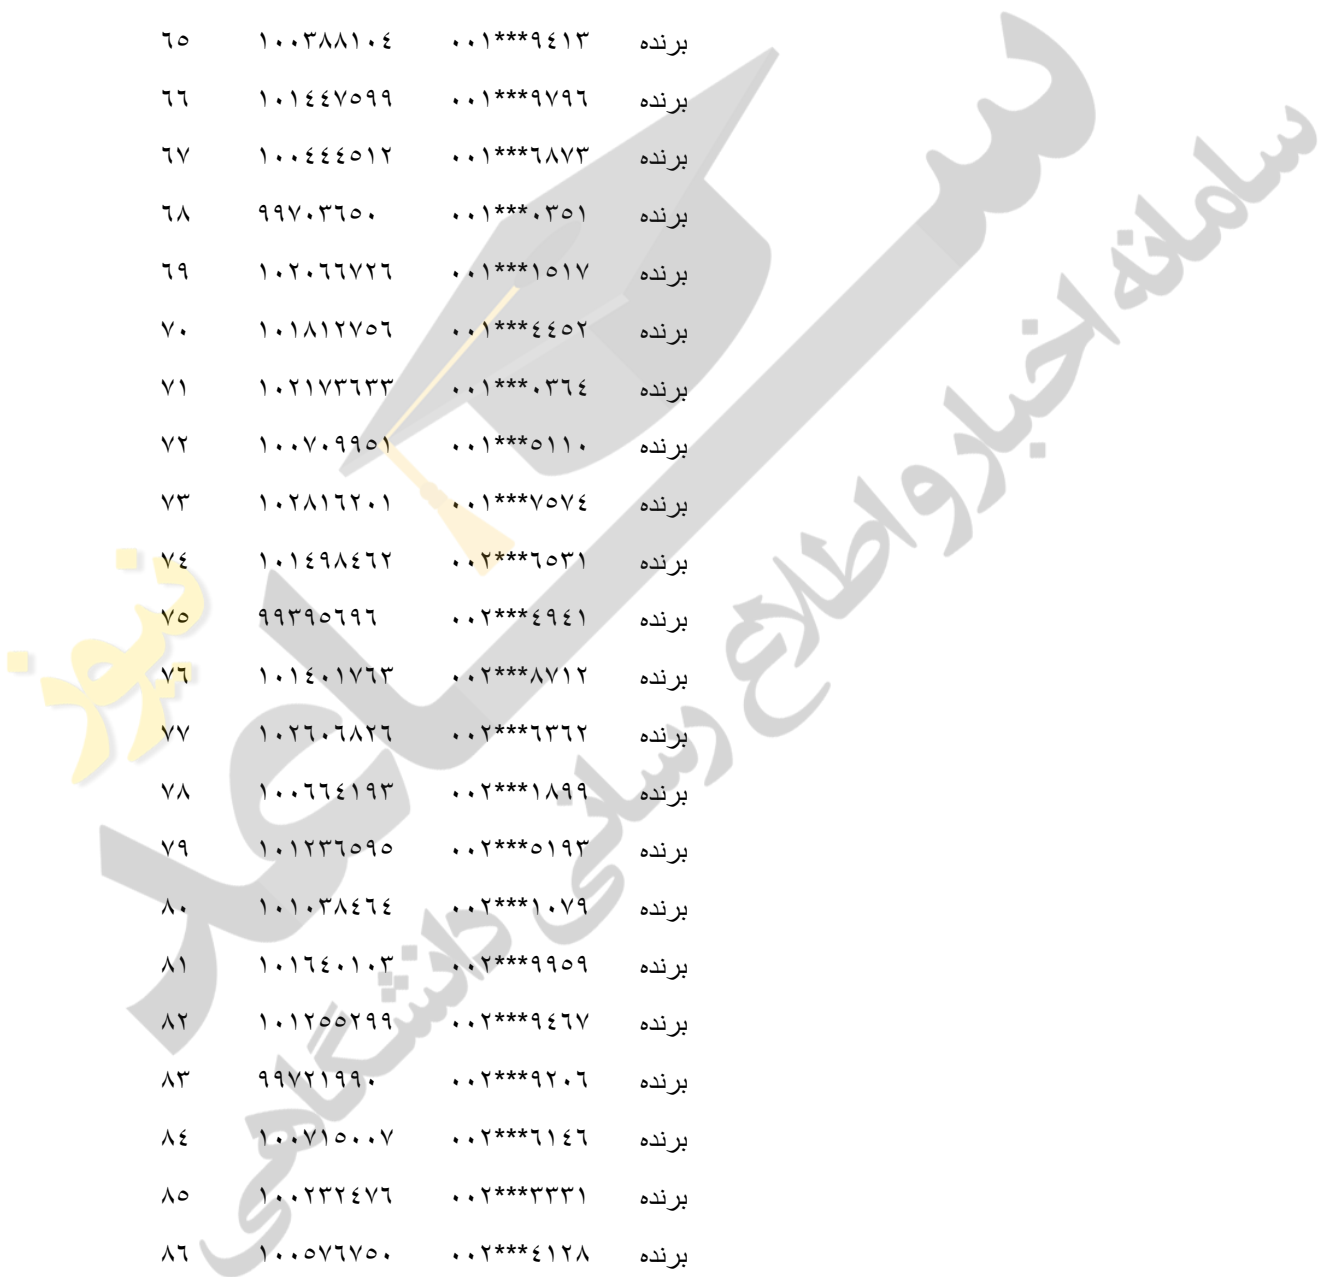 ٦٥ ١٠٠٣٨٨١٠٤ ٠٠١***٩٤١٣ برنده
٦٦ ١٠١٤٤٧٥٩٩ ٠٠١***٩٧٩٦ برنده
٦٧ ١٠٠٤٤٤٥١٢ ٠٠١***٦٨٧٣ برنده
٦٨ ٩٩٧٠٣٦٥٠ ٠٠١***٠٣٥١ برنده
٦٩ ١٠٢٠٦٦٧٢٦ ٠٠١***١٥١٧ برنده
٧٠ ١٠١٨١٢٧٥٦ ٠٠١***٤٤٥٢ برنده
٧١ ١٠٢١٧٣٦٣٣ ٠٠١***٠٣٦٤ برنده
٧٢ ١٠٠٧٠٩٩٥١ ٠٠١***٥١١٠ برنده
٧٣ ١٠٢٨١٦٢٠١ ٠٠١***٧٥٧٤ برنده
٧٤ ١٠١٤٩٨٤٦٢ ٠٠٢***٦٥٣١ برنده
٧٥ ٩٩٣٩٥٦٩٦ ٠٠٢***٤٩٤١ برنده
٧٦ ١٠١٤٠١٧٦٣ ٠٠٢***٨٧١٢ برنده
٧٧ ١٠٢٦٠٦٨٢٦ ٠٠٢***٦٣٦٢ برنده
٧٨ ١٠٠٦٦٤١٩٣ ٠٠٢***١٨٩٩ برنده
٧٩ ١٠١٢٣٦٥٩٥ ٠٠٢***٥١٩٣ برنده
٨٠ ١٠١٠٣٨٤٦٤ ٠٠٢***١٠٧٩ برنده
٨١ ١٠١٦٤٠١٠٣ ٠٠٢***٩٩٥٩ برنده
٨٢ ١٠١٢٥٥٢٩٩ ٠٠٢***٩٤٦٧ برنده
٨٣ ٩٩٧٢١٩٩٠ ٠٠٢***٩٢٠٦ برنده
٨٤ ١٠٠٧١٥٠٠٧ ٠٠٢***٦١٤٦ برنده
٨٥ ١٠٠٢٣٢٤٧٦ ٠٠٢***٣٣٣١ برنده
٨٦ ١٠٠٥٧٦٧٥٠ ٠٠٢***٤١٢٨ برنده
ساعد
نیوز
سامانه اخبار و اطلاع رسانی دانشگاهی